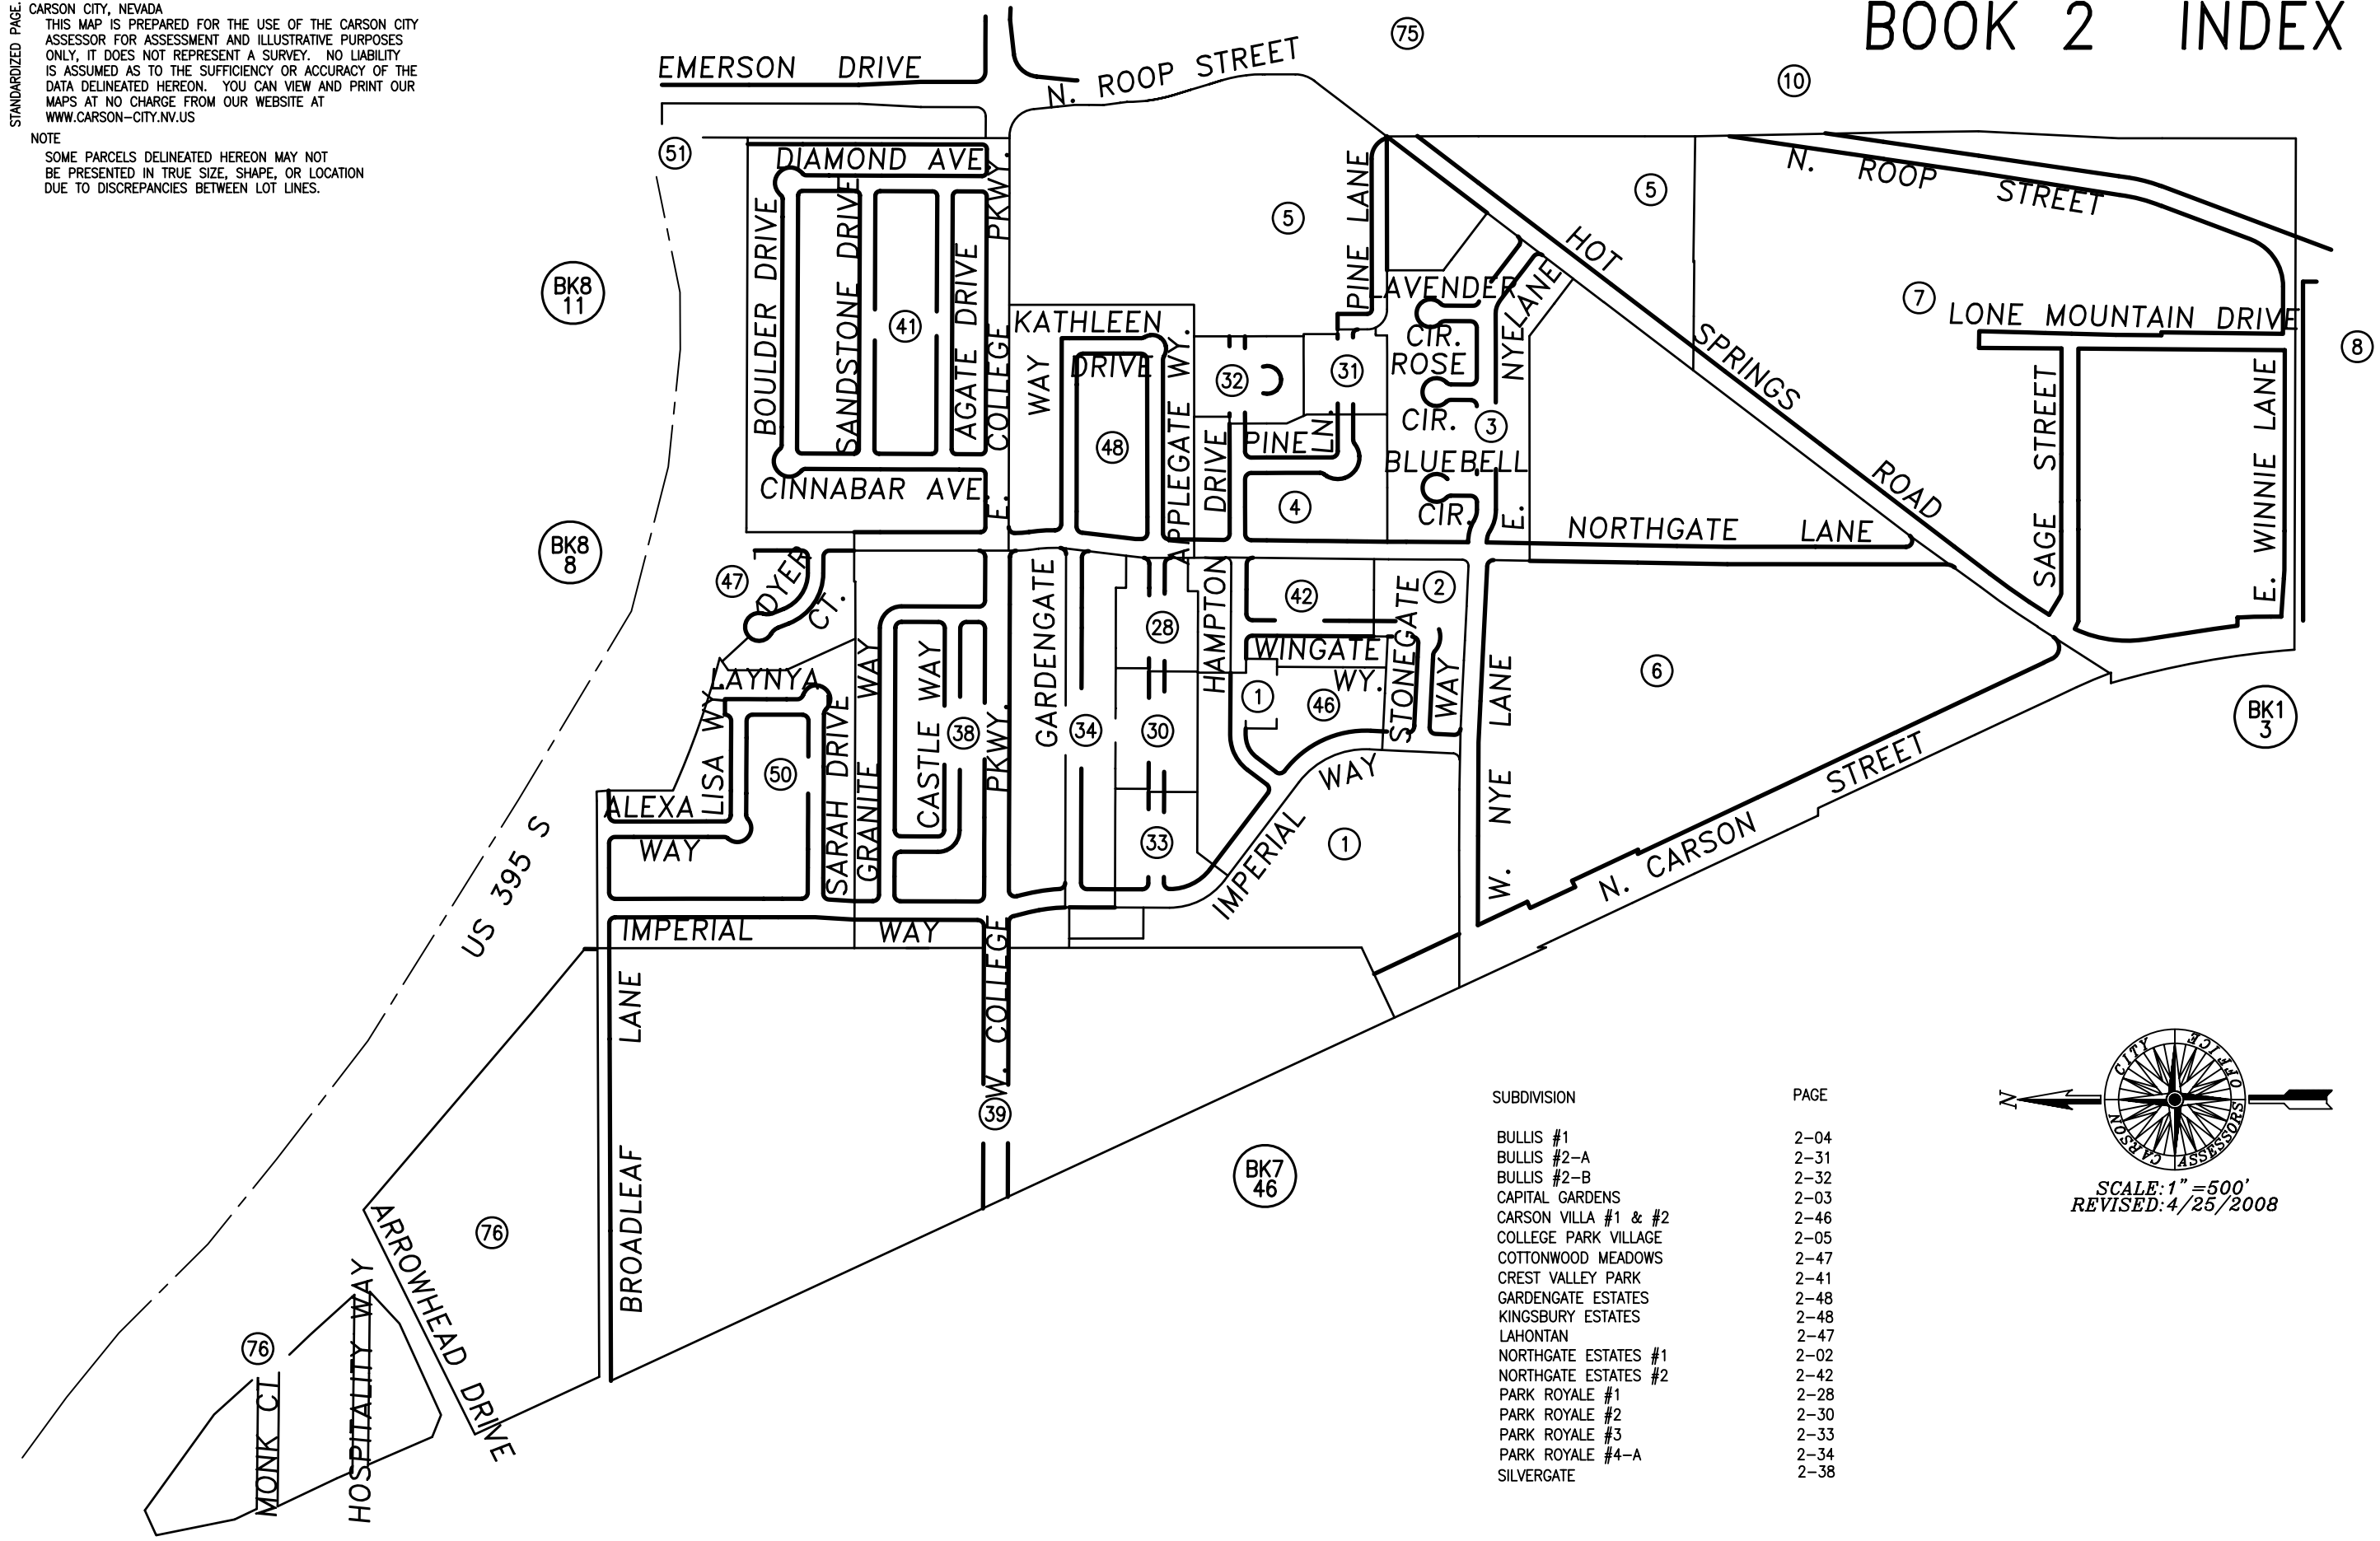 STANDARDIZED PAGE.
CARSON CITY, NEVADA
THIS MAP IS PREPARED FOR THE USE OF THE CARSON CITY
ASSESSOR FOR ASSESSMENT AND ILLUSTRATIVE PURPOSES
ONLY, IT DOES NOT REPRESENT A SURVEY. NO LIABILITY
IS ASSUMED AS TO THE SUFFICIENCY OR ACCURACY OF THE
DATA DELINEATED HEREON. YOU CAN VIEW AND PRINT OUR
MAPS AT NO CHARGE FROM OUR WEBSITE AT
WWW.CARSON-CITY.NV.US
NOTE
SOME PARCELS DELINEATED HEREON MAY NOT
BE PRESENTED IN TRUE SIZE, SHAPE, OR LOCATION
DUE TO DISCREPANCIES BETWEEN LOT LINES.
BOOK 2 INDEX
EMERSON DRIVE
N. ROOP STREET
75
10
51
DIAMOND AVE.
BOULDER DRIVE
SANDSTONE DRIVE
41
AGATE DRIVE
E. COLLEGE PKWY.
CINNABAR AVE.
BK8
11
BK8
8
5
PINE LANE
5
N. ROOP STREET
HOT SPRINGS ROAD
7
LONE MOUNTAIN DRIVE
8
KATHLEEN
DRIVE
WAY
48
APPLEGATE WY.
32
31
DRIVE
PINE
LN.
4
LAVENDER
CIR.
ROSE
CIR.
3
BLUEBELL
CIR.
E. NYE LANE
NORTHGATE LANE
SAGE STREET
E. WINNIE LANE
47
DYER
CT.
LAYNYA
LISA WY.
50
SARAH DRIVE
GRANITE WAY
CASTLE WAY
38
PKWY.
GARDENGATE
34
28
30
33
HAMPTON
42
2
WINGATE
WY.
1
46
STONEGATE
WAY
W. NYE LANE
6
BK1
3
ALEXA
WAY
IMPERIAL WAY
IMPERIAL
WAY
1
N. CARSON STREET
US 395 S
BROADLEAF LANE
W. COLLEGE
39
BK7
46
76
ARROWHEAD DRIVE
76
HOSPITALITY WAY
MONK CT
SUBDIVISION PAGE
BULLIS #1 2-04
BULLIS #2-A 2-31
BULLIS #2-B 2-32
CAPITAL GARDENS 2-03
CARSON VILLA #1 & #2 2-46
COLLEGE PARK VILLAGE 2-05
COTTONWOOD MEADOWS 2-47
CREST VALLEY PARK 2-41
GARDENGATE ESTATES 2-48
KINGSBURY ESTATES 2-48
LAHONTAN 2-47
NORTHGATE ESTATES #1 2-02
NORTHGATE ESTATES #2 2-42
PARK ROYALE #1 2-28
PARK ROYALE #2 2-30
PARK ROYALE #3 2-33
PARK ROYALE #4-A 2-34
SILVERGATE 2-38
N
CARSON CITY
ASSESSORS OFFICE
SCALE:1"=500'
REVISED:4/25/2008